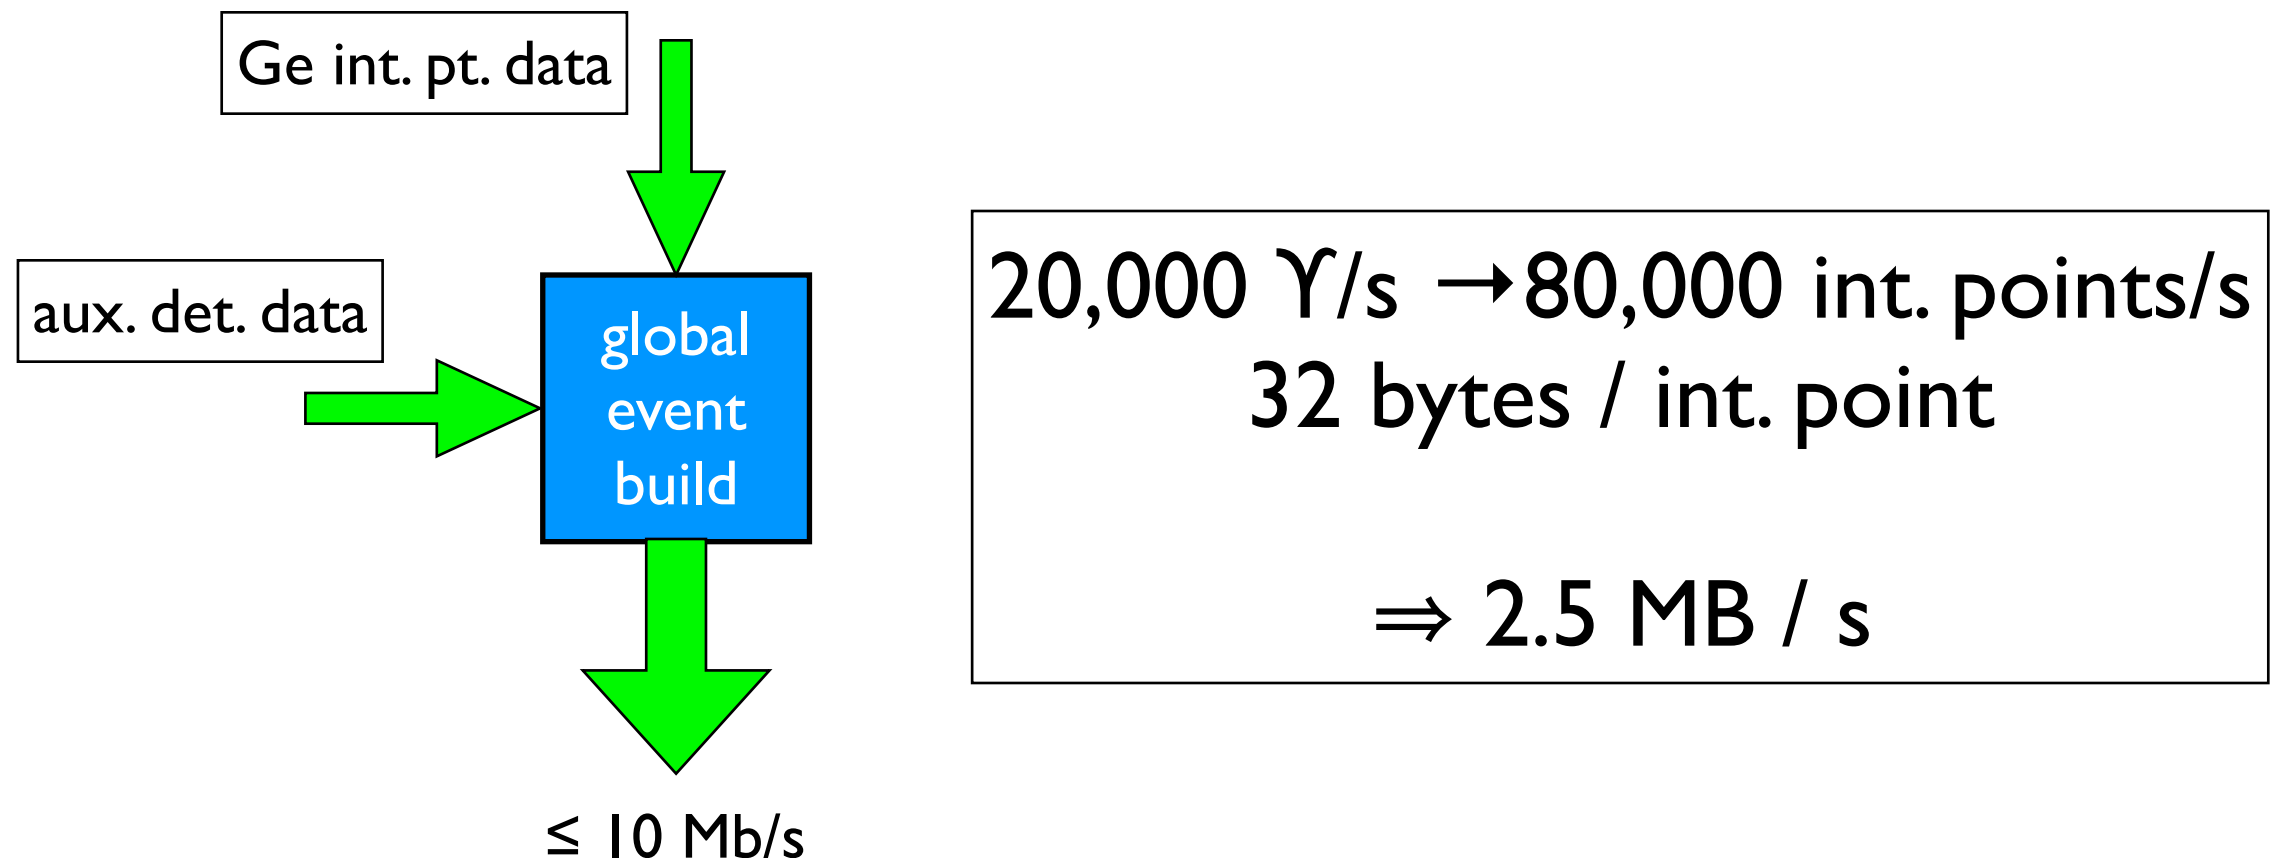 Ge int. pt. data
aux. det. data
global
event
build
≤ 10 Mb/s
20,000 ϒ/s →80,000 int. points/s
32 bytes / int. point
⇒ 2.5 MB / s